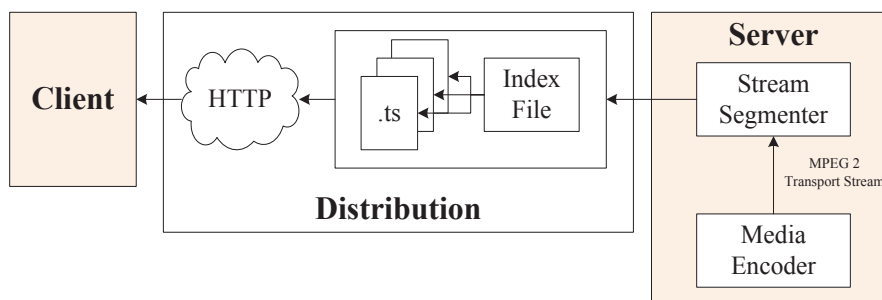 Client
HTTP
.ts
Index
File
Distribution
Server
Stream
Segmenter
MPEG 2
Transport Stream
Media
Encoder